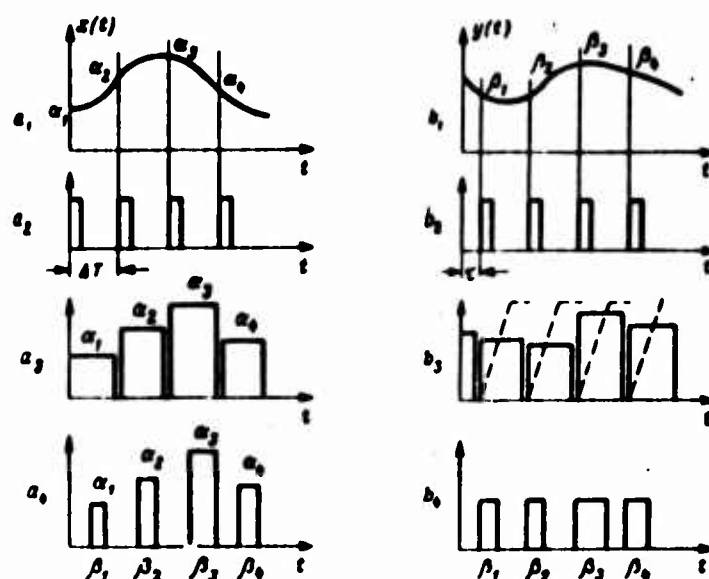 x(t)
α₁ α₂ α₃ α₄
a₁
t
a₂
t
ΔT
a₃
α₁ α₂ α₃ α₄
t
a₄
α₁ α₂ α₃ α₄
β₁ β₂ β₃ β₄ t
y(t)
β₁ β₂ β₃ β₄
b₁
t
b₂
t
τ
b₃
t
b₄
β₁ β₂ β₃ β₄ t